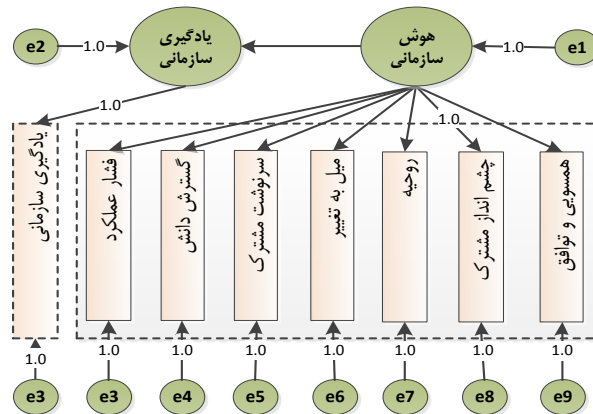 یادگیری
سازمانی
هوش
سازمانی
e2
1.0
1.0
e1
1.0
1.0
یادگیری سازمانی
فشار عملکرد
گسترش دانش
سرنوشت مشترک
میل به تغییر
روحیه
چشم انداز مشترک
همسویی و توافق
1.0
1.0
1.0
1.0
1.0
1.0
1.0
1.0
e3
e3
e4
e5
e6
e7
e8
e9